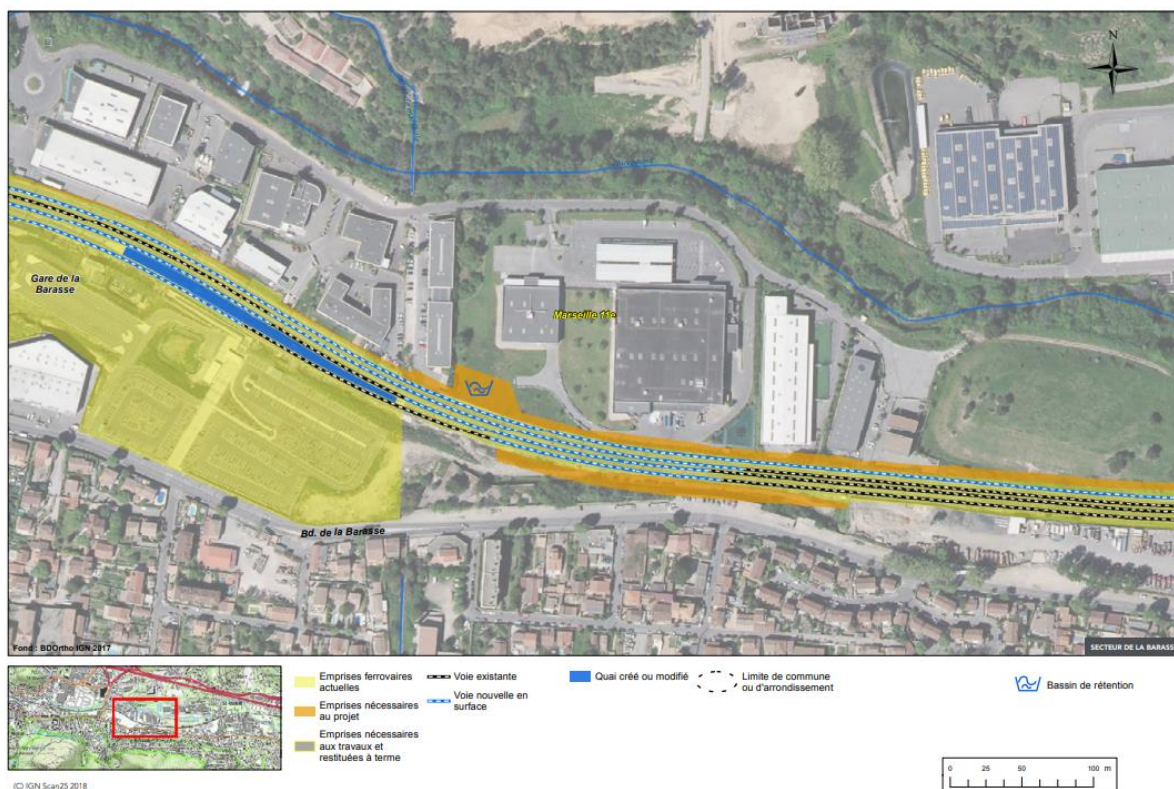 N
Gare de la
Barasse
Marseille 11e
Bd. de la Barasse
Fond : BDOrtho IGN 2017
SECTEUR DE LA BARASSE
Emprises ferroviaires
actuelles
Emprises nécessaires
au projet
Emprises nécessaires
aux travaux et
restituées à terme
Voie existante
Voie nouvelle en
surface
Quai créé ou modifié
Limite de commune
ou d'arrondissement
Bassin de rétention
0 25 50 100 m
(C) IGN Scan25 2018